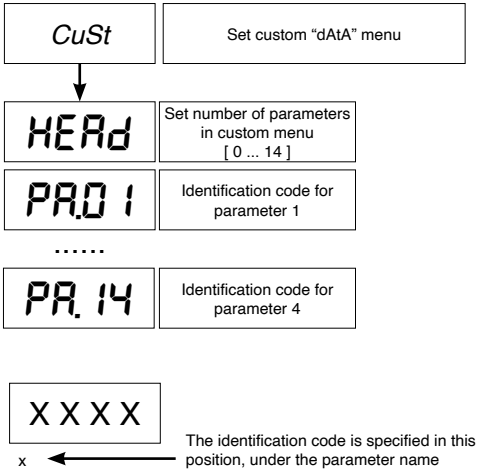 CuSt
Set custom “dAtA” menu
HEAd
Set number of parameters
in custom menu
[ 0 ... 14 ]
PA.01
Identification code for
parameter 1
......
PA.14
Identification code for
parameter 4
X X X X
x
The identification code is specified in this
position, under the parameter name